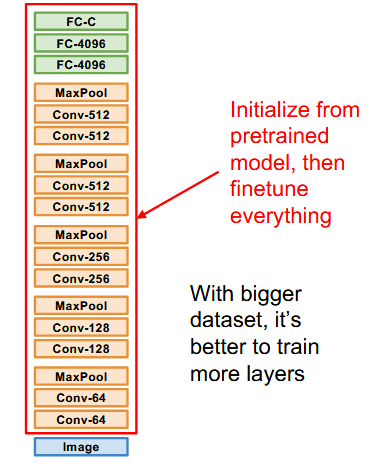 FC-C
FC-4096
FC-4096
MaxPool
Conv-512
Conv-512
MaxPool
Conv-512
Conv-512
MaxPool
Conv-256
Conv-256
MaxPool
Conv-128
Conv-128
MaxPool
Conv-64
Conv-64
Image
Initialize from
pretrained
model, then
finetune
everything
With bigger
dataset, it's
better to train
more layers